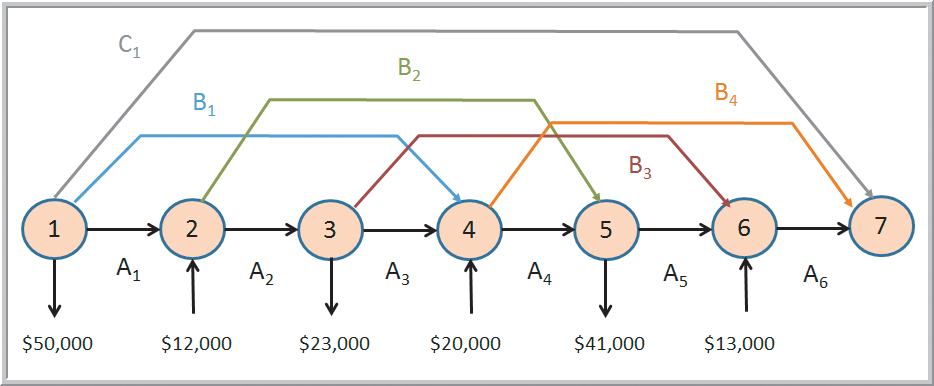 C1
B2
B1
B4
B3
1 2 3 4 5 6 7
A1 A2 A3 A4 A5 A6
$50,000 $12,000 $23,000 $20,000 $41,000 $13,000